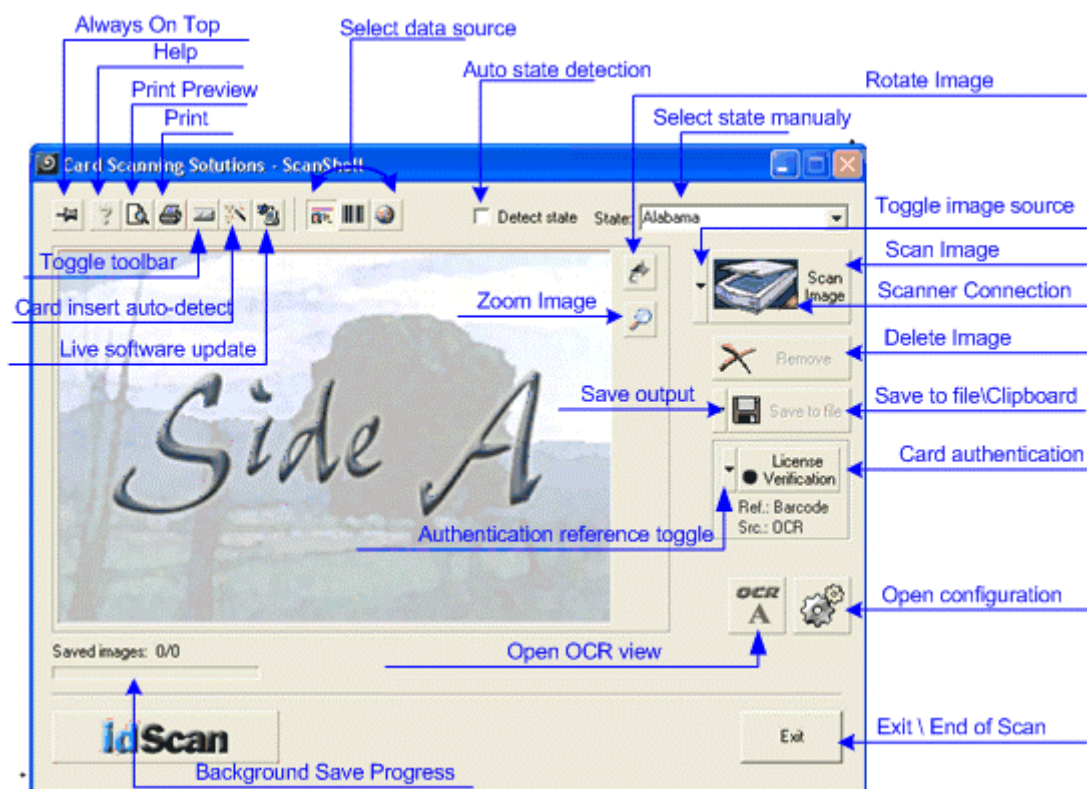 Always On Top
Select data source
Help
Auto state detection
Rotate Image
Print Preview
Print
Select state manualy
Card Scanning Solutions - ScanShell
Detect state
State:
Alabama
Toggle image source
Toggle toolbar
Scan Image
Scan
Image
Card insert auto-detect
Zoom Image
Scanner Connection
Live software update
Delete Image
Remove
Side A
Save output
Save to file
Save to file\Clipboard
License
Verification
Card authentication
Ref.: Barcode
Src.: OCR
Authentication reference toggle
OCR
A
Open configuration
Saved images: 0/0
Open OCR view
idScan
Exit
Exit \ End of Scan
Background Save Progress